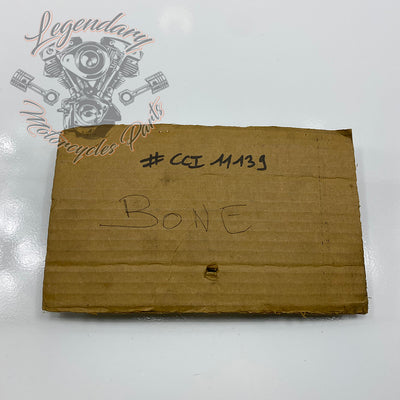 Legendary
Motorcycles Parts
#CCI 11139
BONE